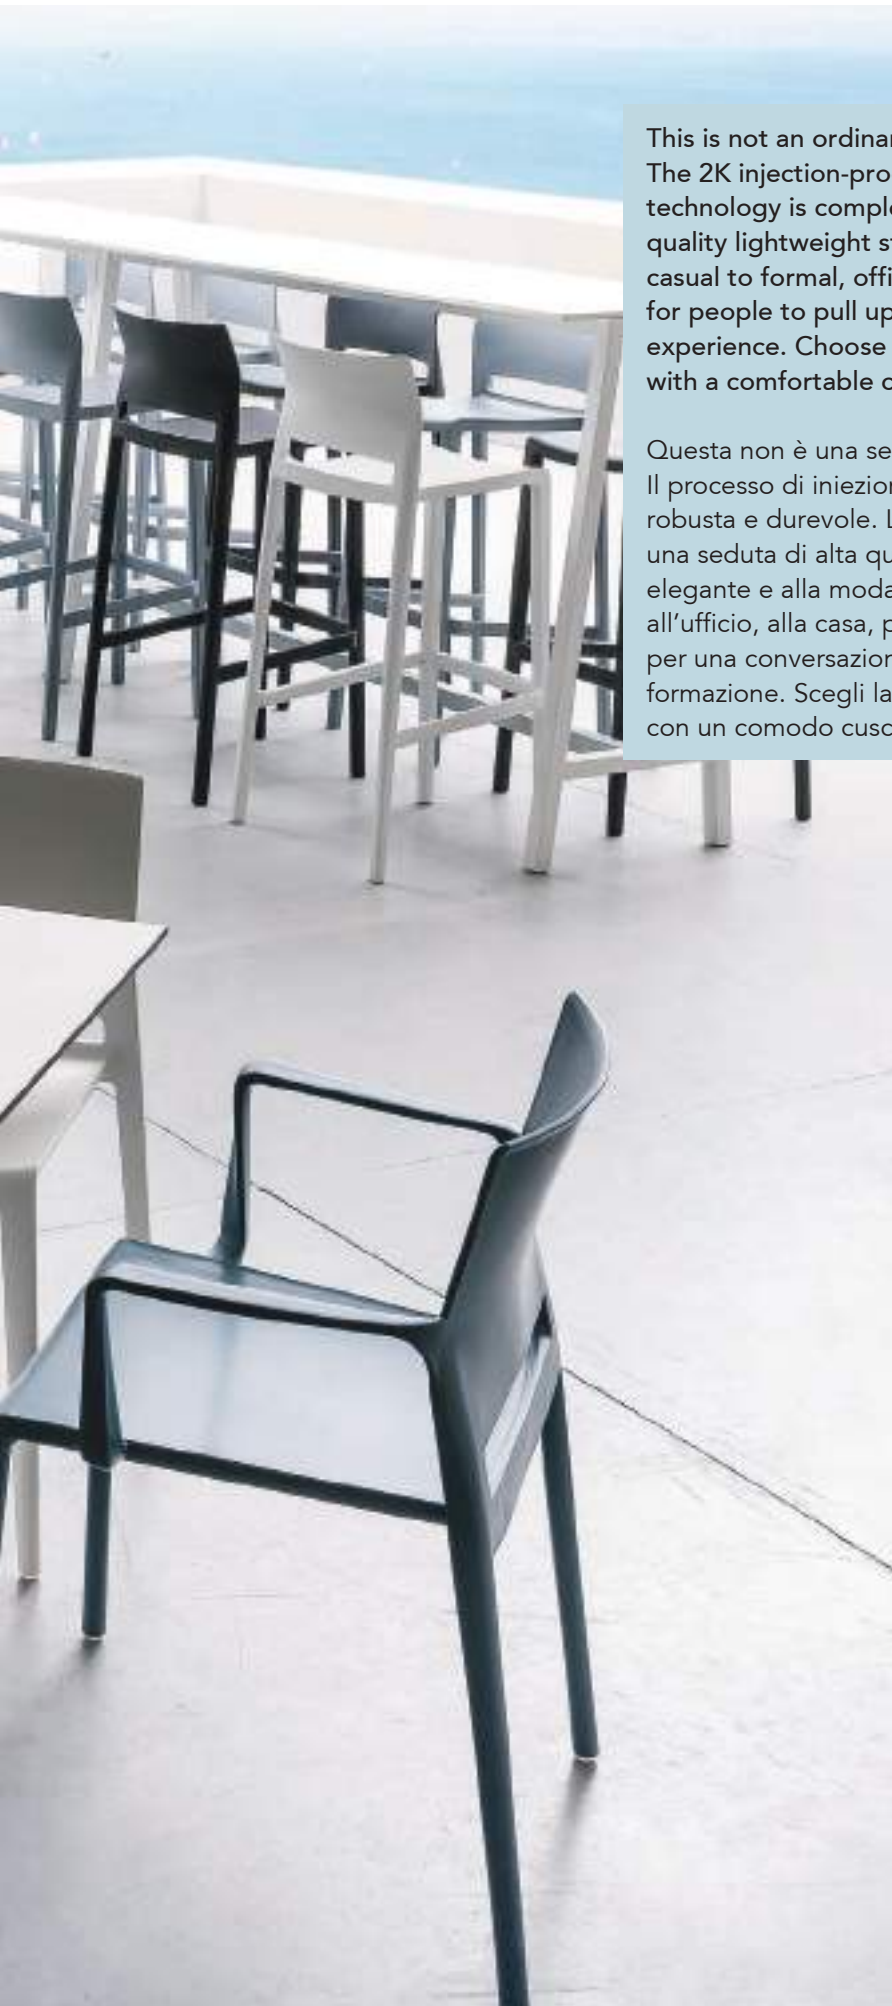 This is not an ordinar
The 2K injection-pro
technology is comple
quality lightweight s
casual to formal, offi
for people to pull up
experience. Choose
with a comfortable c
Questa non è una se
Il processo di iniezion
robusta e durevole. L
una seduta di alta qu
elegante e alla moda
all’ufficio, alla casa, p
per una conversazion
formazione. Scegli la
con un comodo cusc